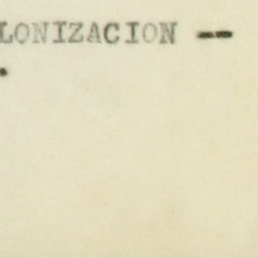 LONIZACION --
.